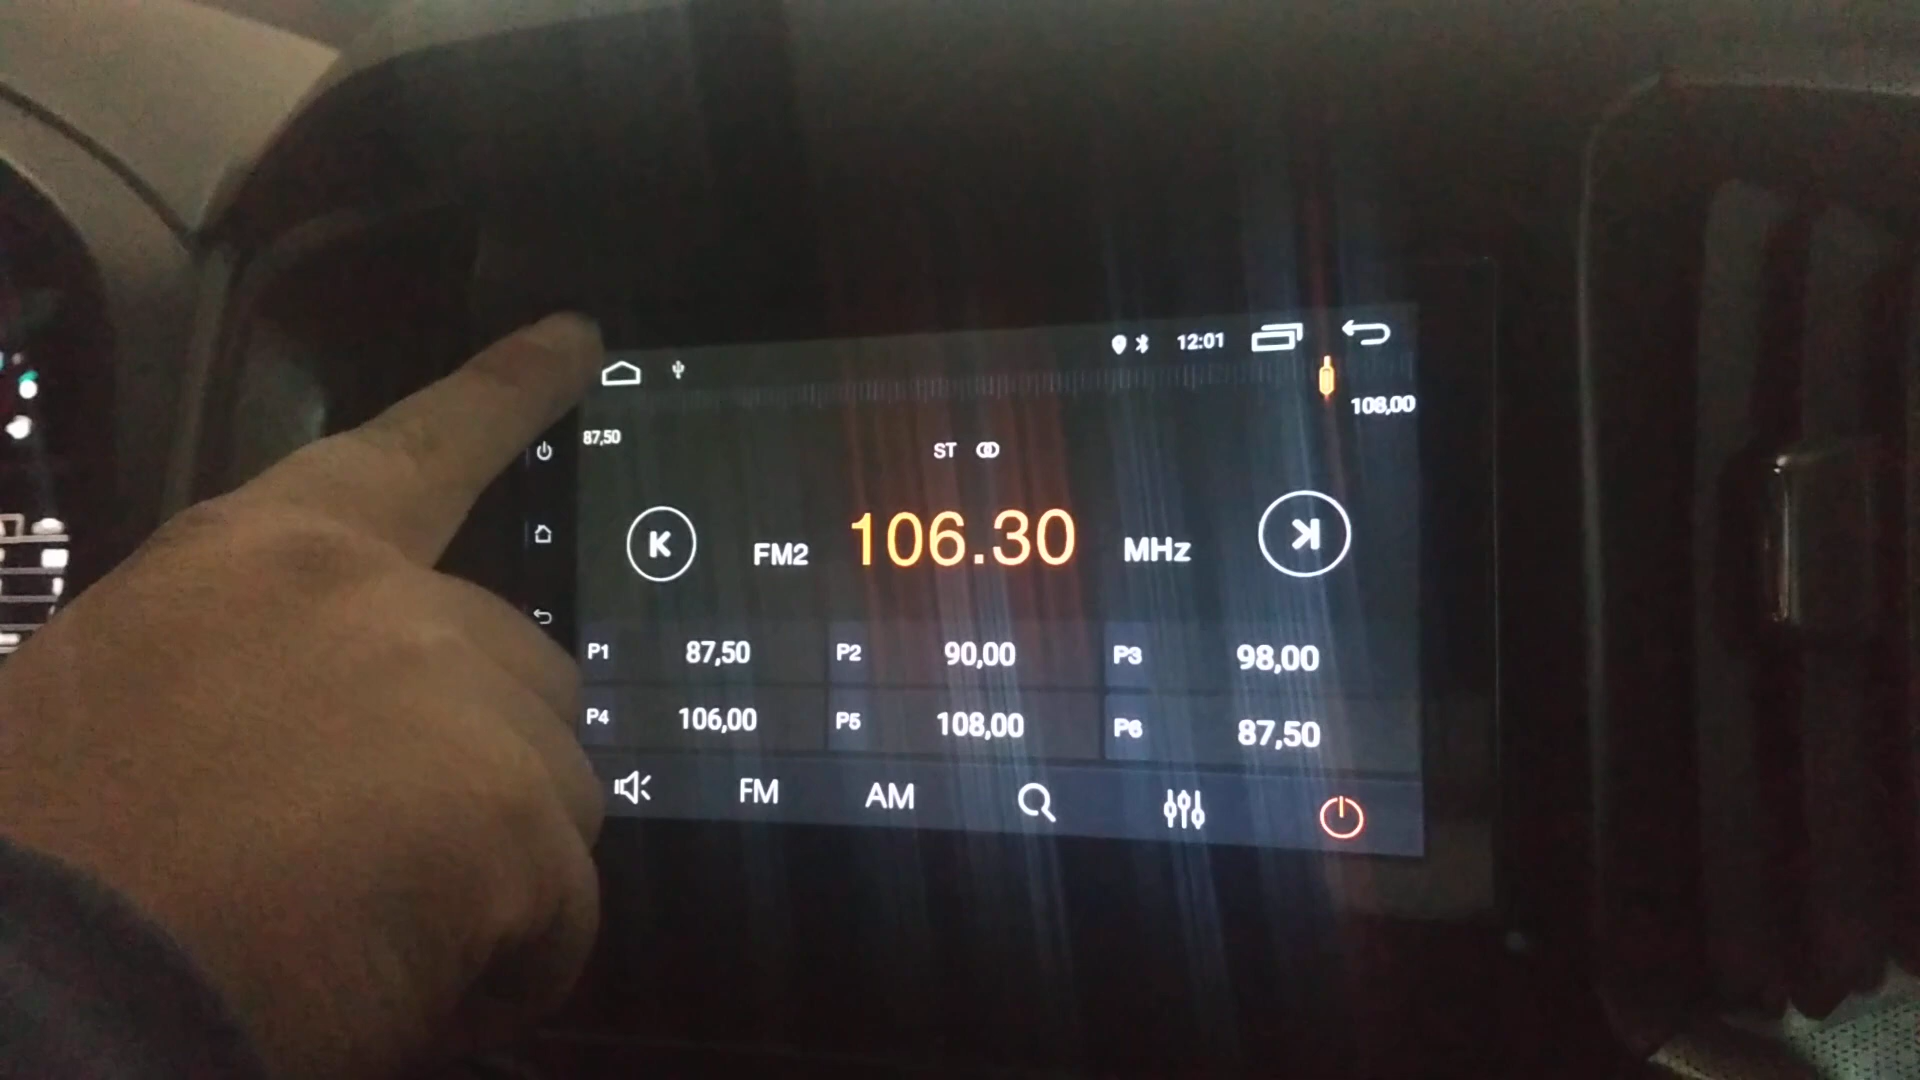 12:01
87,50
108,00
ST
FM2 106.30 MHz
P1 87,50 P2 90,00 P3 98,00
P4 106,00 P5 108,00 P6 87,50
FM AM